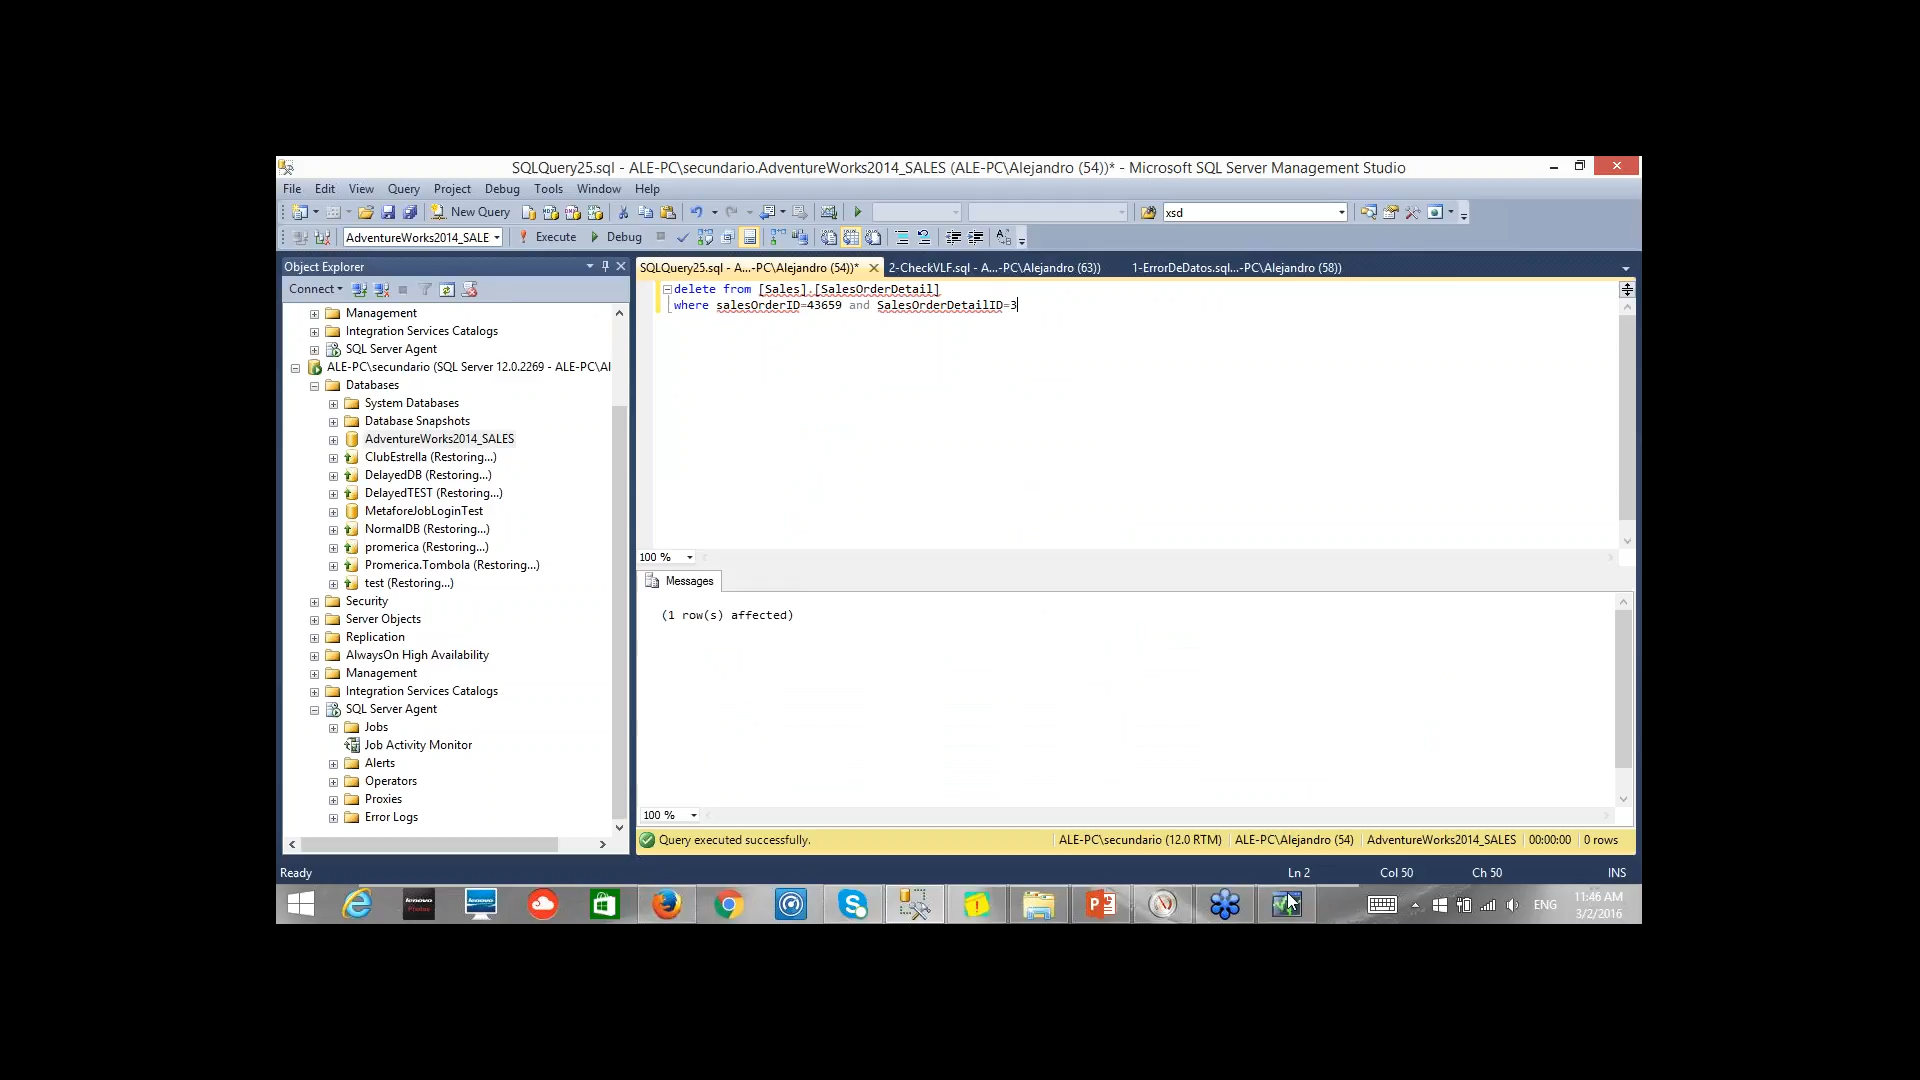 SQLQuery25.sql - ALE-PC\secundario.AdventureWorks2014_SALES (ALE-PC\Alejandro (54))* - Microsoft SQL Server Management Studio
File Edit View Query Project Debug Tools Window Help
New Query
xsd
AdventureWorks2014_SALE
Execute
Debug
Object Explorer
SQLQuery25.sql - A...-PC\Alejandro (54))*
2-CheckVLF.sql - A...-PC\Alejandro (63))
1-ErrorDeDatos.sql...-PC\Alejandro (58))
Connect
Management
Integration Services Catalogs
SQL Server Agent
ALE-PC\secundario (SQL Server 12.0.2269 - ALE-PC\Al
Databases
System Databases
Database Snapshots
AdventureWorks2014_SALES
ClubEstrella (Restoring...)
DelayedDB (Restoring...)
DelayedTEST (Restoring...)
MetaforeJobLoginTest
NormalDB (Restoring...)
promerica (Restoring...)
Promerica.Tombola (Restoring...)
test (Restoring...)
Security
Server Objects
Replication
AlwaysOn High Availability
Management
Integration Services Catalogs
SQL Server Agent
Jobs
Job Activity Monitor
Alerts
Operators
Proxies
Error Logs
delete from [Sales].[SalesOrderDetail]
where salesOrderID=43659 and SalesOrderDetailID=3
100 %
Messages
(1 row(s) affected)
100 %
Query executed successfully.
ALE-PC\secundario (12.0 RTM)
ALE-PC\Alejandro (54)
AdventureWorks2014_SALES
00:00:00
0 rows
Ready
Ln 2
Col 50
Ch 50
INS
lenovo
lenovo
ENG
11:46 AM
3/2/2016